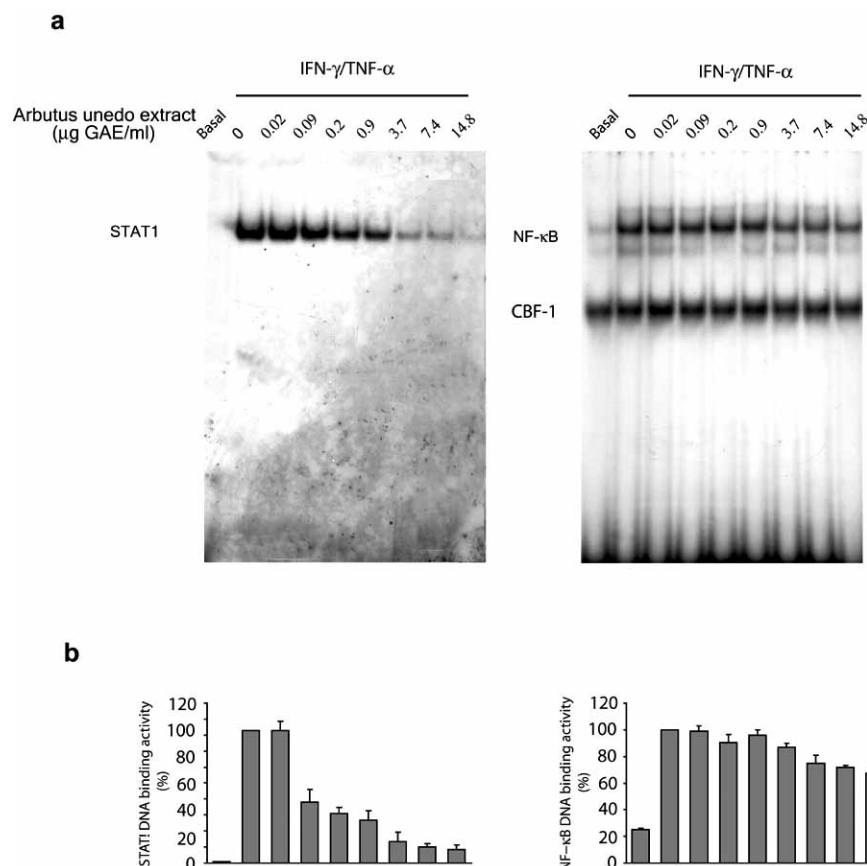 a
IFN-γ/TNF-α
IFN-γ/TNF-α
Arbutus unedo extract
(μg GAE/ml)
Basal
0
0.02
0.09
0.2
0.9
3.7
7.4
14.8
Basal
0
0.02
0.09
0.2
0.9
3.7
7.4
14.8
STAT1
NF-κB
CBF-1
b
STAT! DNA binding activity
(%)
120
100
80
60
40
20
0
NF-κB DNA binding activity
(%)
120
100
80
60
40
20
0